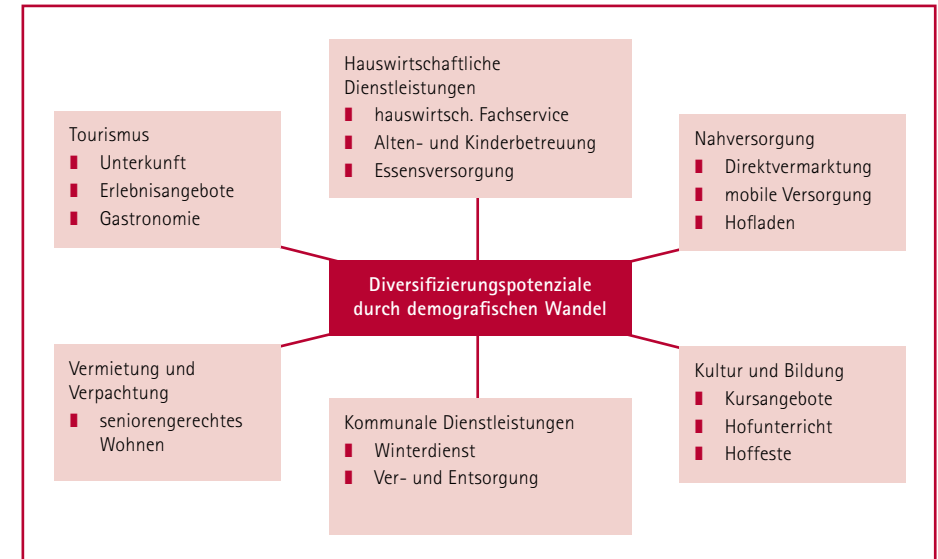 Hauswirtschaftliche
Dienstleistungen
hauswirtsch. Fachservice
Alten- und Kinderbetreuung
Essensversorgung
Tourismus
Unterkunft
Erlebnisangebote
Gastronomie
Nahversorgung
Direktvermarktung
mobile Versorgung
Hofladen
Diversifizierungspotenziale
durch demografischen Wandel
Vermietung und
Verpachtung
seniorengerechtes
Wohnen
Kommunale Dienstleistungen
Winterdienst
Ver- und Entsorgung
Kultur und Bildung
Kursangebote
Hofunterricht
Hoffeste